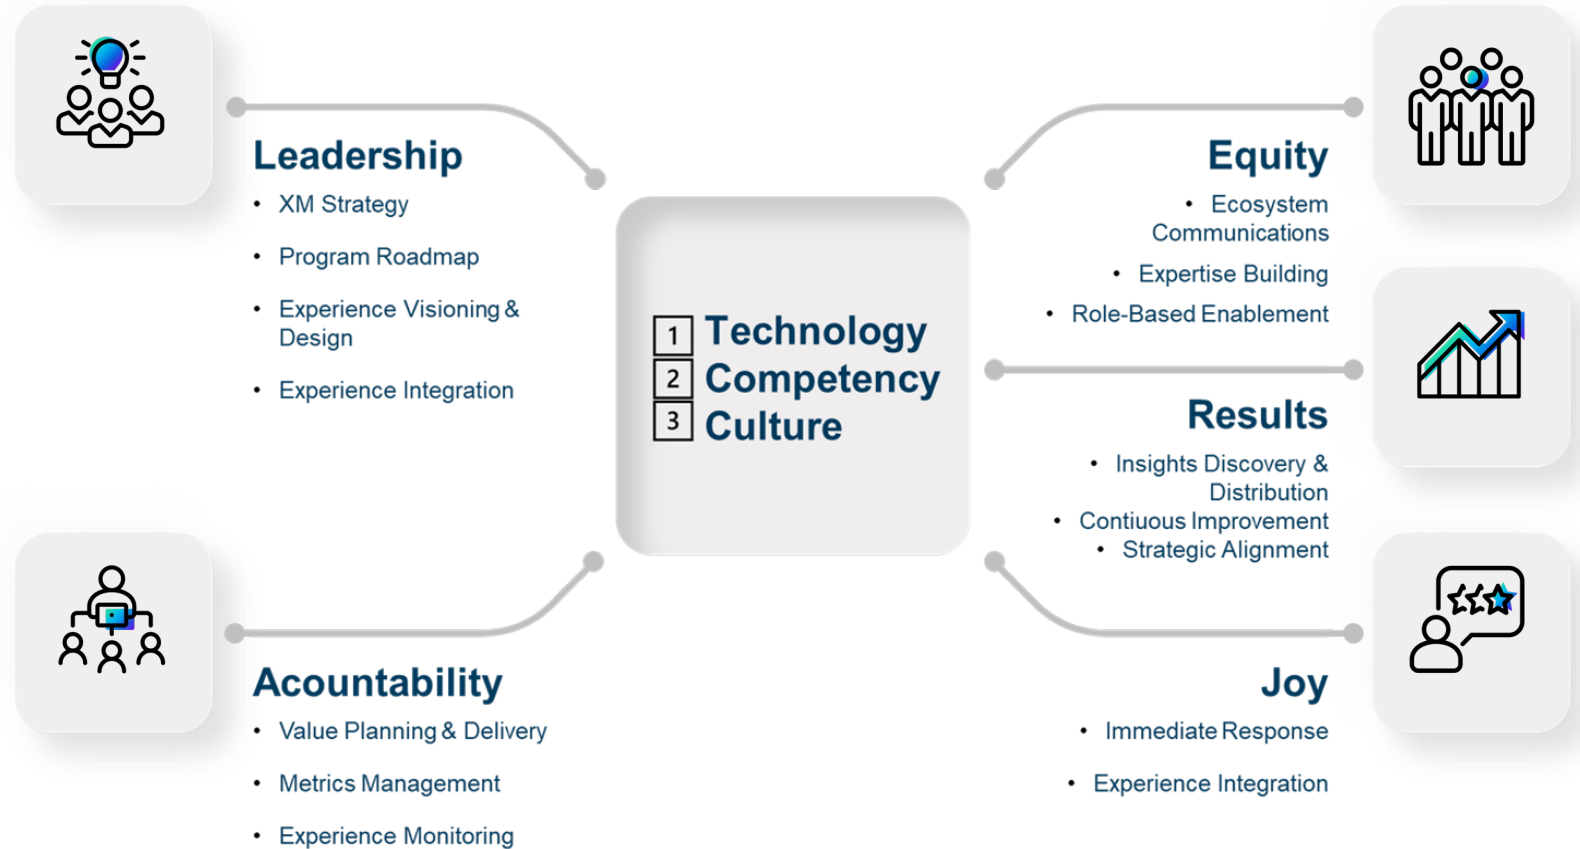 Leadership
• XM Strategy
• Program Roadmap
• Experience Visioning &
Design
• Experience Integration
Acountability
• Value Planning & Delivery
• Metrics Management
• Experience Monitoring
1 Technology
2 Competency
3 Culture
Equity
• Ecosystem
Communications
• Expertise Building
• Role-Based Enablement
Results
• Insights Discovery &
Distribution
• Contiuous Improvement
• Strategic Alignment
Joy
• Immediate Response
• Experience Integration